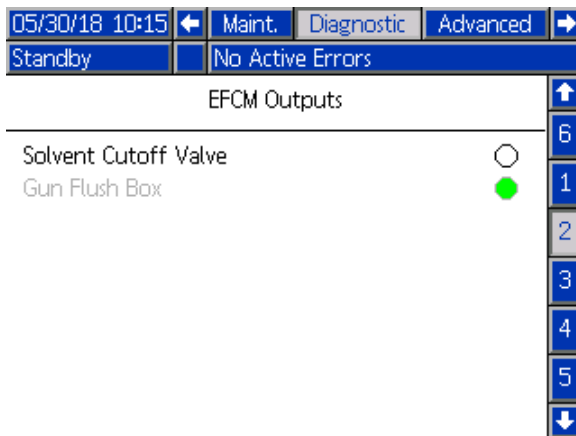 05/30/18 10:15 Maint. Diagnostic Advanced
Standby No Active Errors
EFCM Outputs
6
Solvent Cutoff Valve
1
Gun Flush Box
2
3
4
5